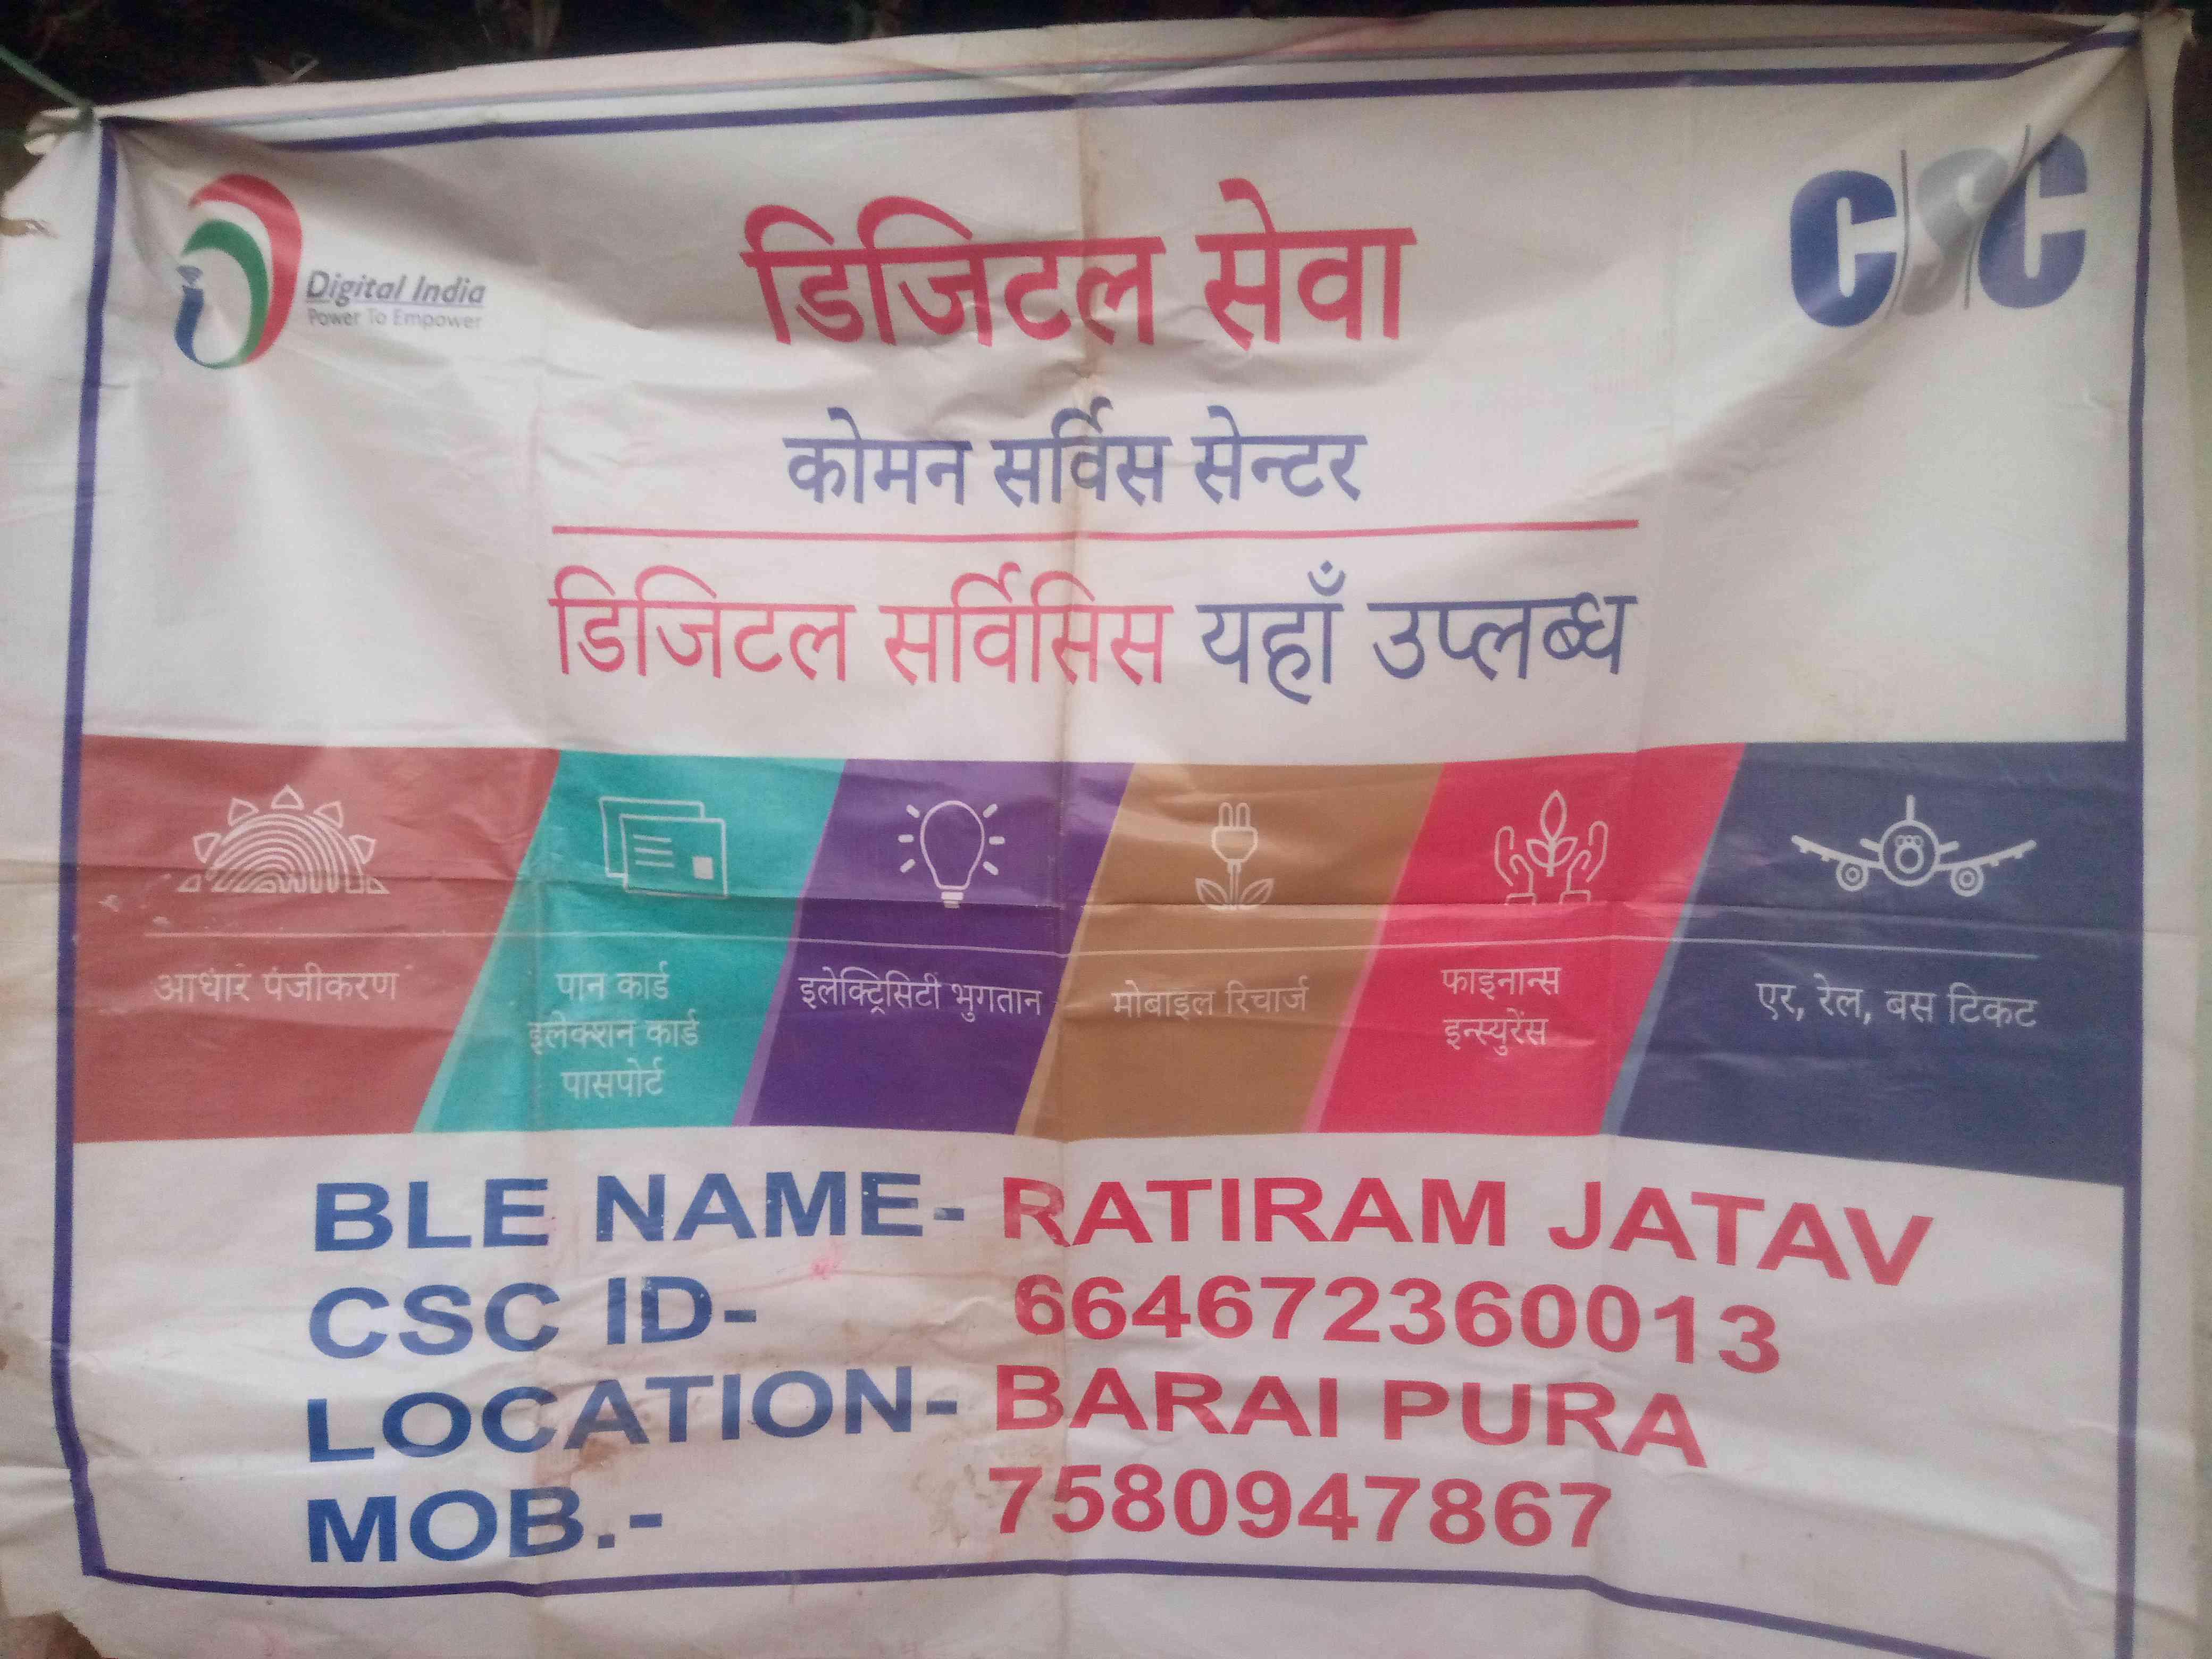 Digital India
Power To Empower
CSC
डिजिटल सेवा
कोमन सर्विस सेन्टर
डिजिटल सर्विसिस यहाँ उप्लब्ध
आधार पंजीकरण
पान कार्ड
इलेक्शन कार्ड
पासपोर्ट
इलेक्ट्रिसिटी भुगतान
मोबाइल रिचार्ज
फाइनान्स
इन्स्युरेंस
एर, रेल, बस टिकट
BLE NAME- RATIRAM JATAV
CSC ID- 664672360013
LOCATION- BARAI PURA
MOB.- 7580947867